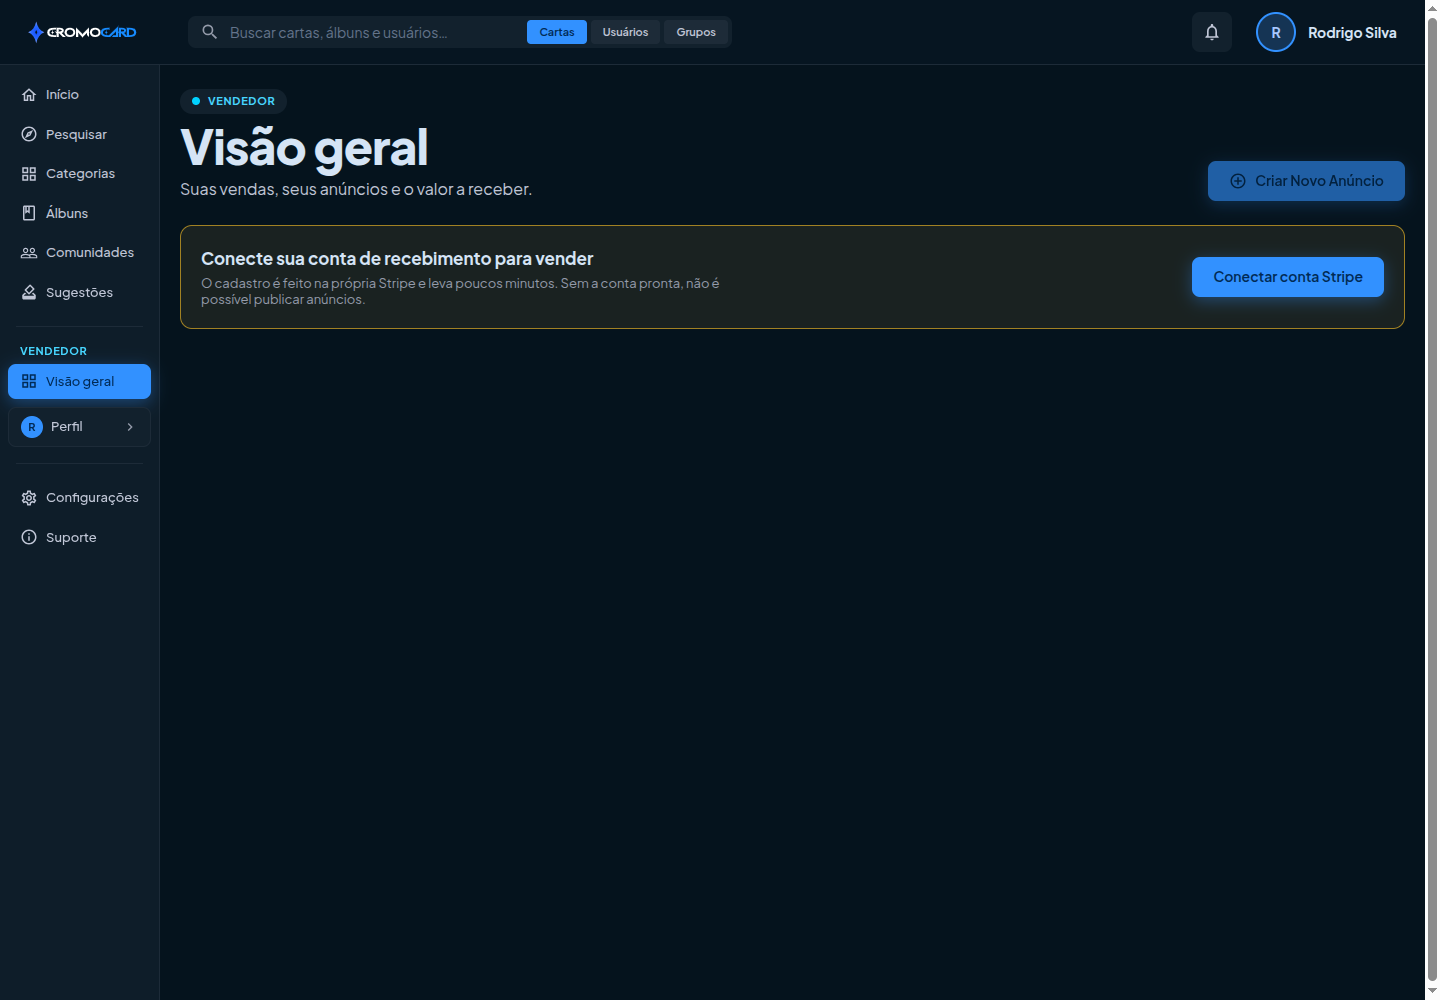 CROMOCARD
Buscar cartas, álbuns e usuários...
Cartas
Usuários
Grupos
R
Rodrigo Silva
Início
Pesquisar
Categorias
Álbuns
Comunidades
Sugestões
VENDEDOR
Visão geral
R
Perfil
Configurações
Suporte
VENDEDOR
Visão geral
Suas vendas, seus anúncios e o valor a receber.
Criar Novo Anúncio
Conecte sua conta de recebimento para vender
O cadastro é feito na própria Stripe e leva poucos minutos. Sem a conta pronta, não é
possível publicar anúncios.
Conectar conta Stripe